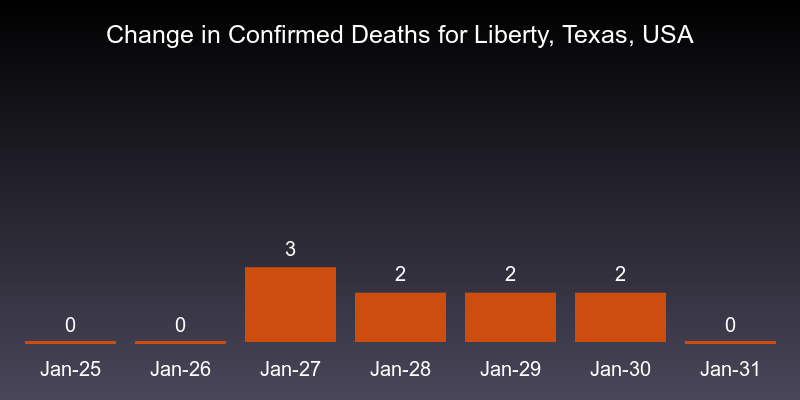 Change in Confirmed Deaths for Liberty, Texas, USA
3
2 2 2
0 0 0
Jan-25 Jan-26 Jan-27 Jan-28 Jan-29 Jan-30 Jan-31